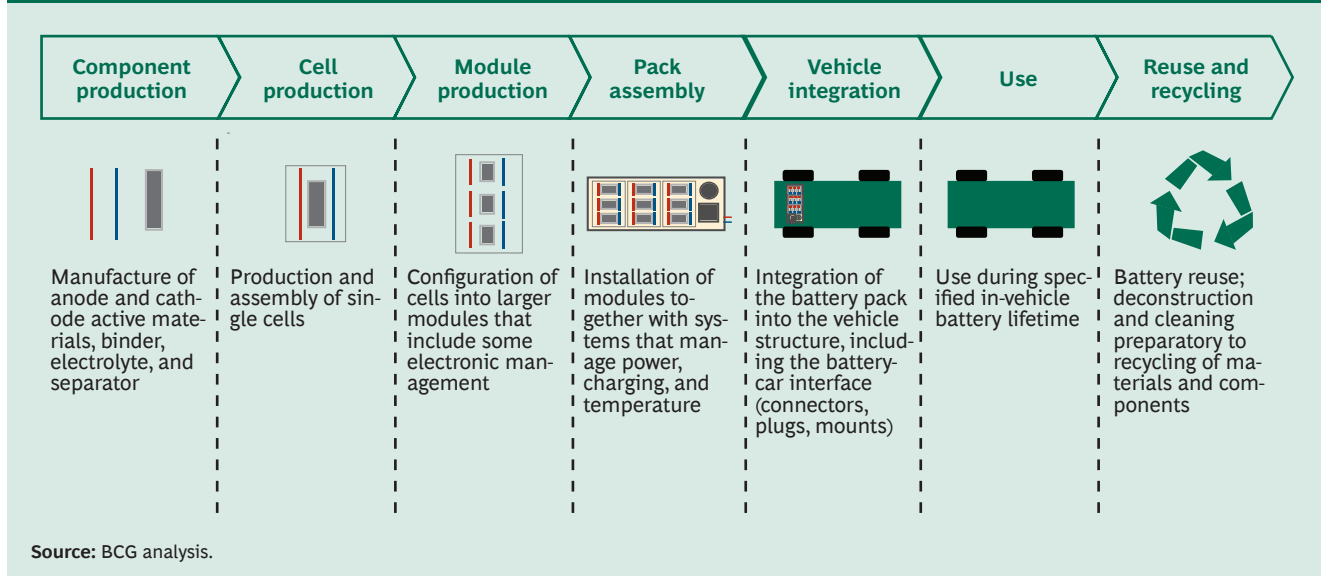 Component
production
Cell
production
Module
production
Pack
assembly
Vehicle
integration
Use
Reuse and
recycling
Manufacture of
anode and cath-
ode active mate-
rials, binder,
electrolyte, and
separator
Production and
assembly of sin-
gle cells
Configuration of
cells into larger
modules that
include some
electronic man-
agement
Installation of
modules to-
gether with sys-
tems that man-
age power,
charging, and
temperature
Integration of
the battery pack
into the vehicle
structure, includ-
ing the battery-
car interface
(connectors,
plugs, mounts)
Use during spec-
ified in-vehicle
battery lifetime
Battery reuse;
deconstruction
and cleaning
preparatory to
recycling of ma-
terials and com-
ponents
Source: BCG analysis.